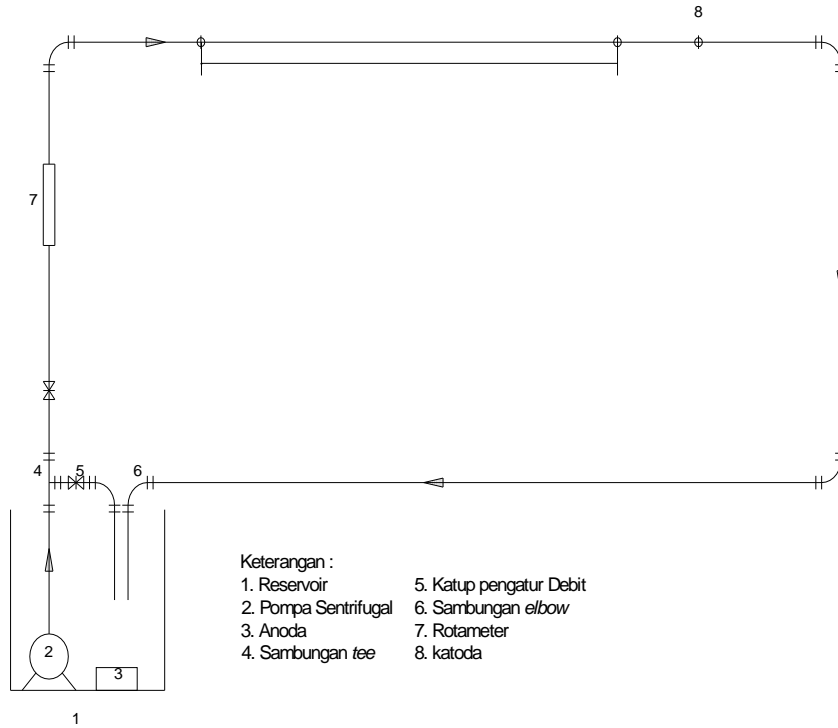 8
7
4 5 6
Keterangan :
1. Reservoir 5. Katup pengatur Debit
2. Pompa Sentrifugal 6. Sambungan elbow
3. Anoda 7. Rotameter
4. Sambungan tee 8. katoda
2
3
1